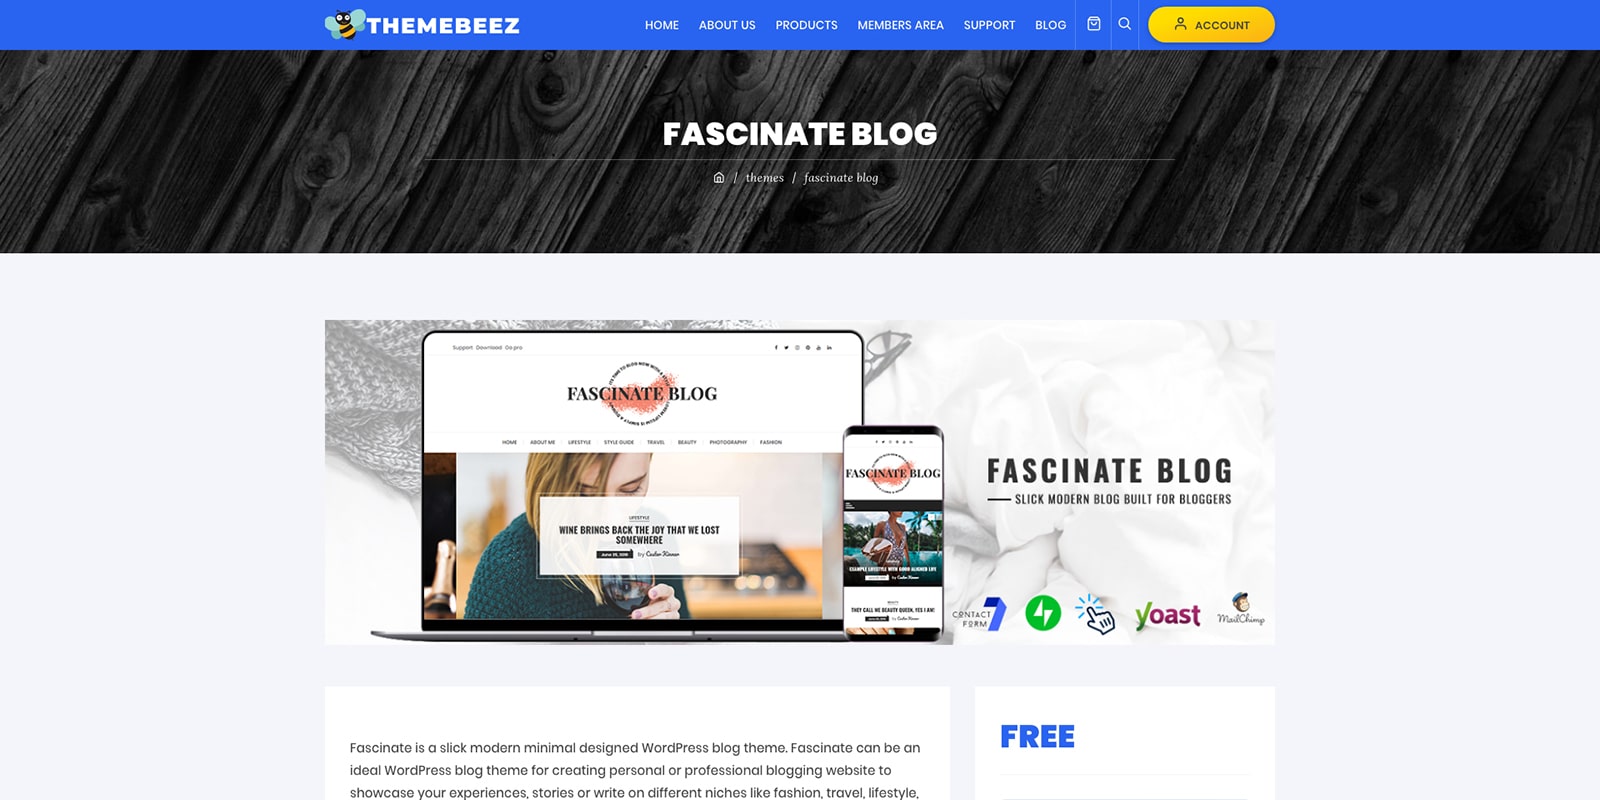 THEMEBEEZ
HOME ABOUT US PRODUCTS MEMBERS AREA SUPPORT BLOG ACCOUNT
FASCINATE BLOG
/ themes / fascinate blog
Support Download Go pro
FASCINATE BLOG
HOME ABOUT ME LIFESTYLE STYLE GUIDE TRAVEL BEAUTY PHOTOGRAPHY FASHION
LIFESTYLE
WINE BRINGS BACK THE JOY THAT WE LOST
SOMEWHERE
by
FASCINATE BLOG
EXAMPLE LIFESTYLE WITH GOOD ALIGNED LIFE
THEY CALL ME BEAUTY QUEEN, YES I AM!
FASCINATE BLOG
SLICK MODERN BLOG BUILT FOR BLOGGERS
CONTACT
FORM 7
yoast
MailChimp
Fascinate is a slick modern minimal designed WordPress blog theme. Fascinate can be an
ideal WordPress blog theme for creating personal or professional blogging website to
showcase your experiences, stories or write on different niches like fashion, travel, lifestyle,
FREE